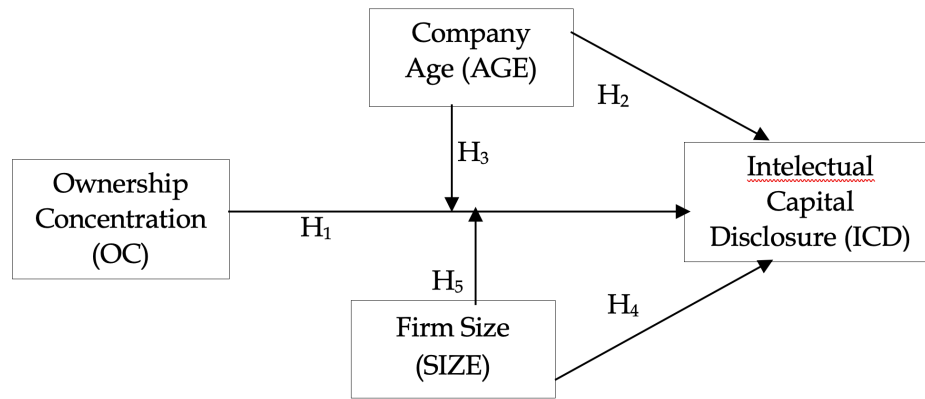 Company
Age (AGE)
H₂
H₃
Ownership
Concentration
(OC)
H₁
Intelectual
Capital
Disclosure (ICD)
H₅
H₄
Firm Size
(SIZE)